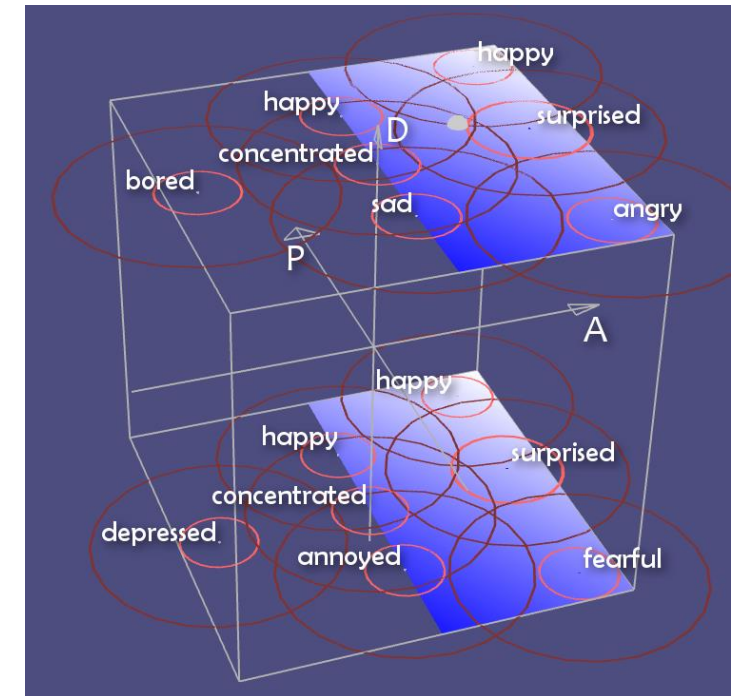 happy
happy
surprised
D
concentrated
bored
sad
angry
P
A
happy
happy
surprised
concentrated
depressed
annoyed
fearful